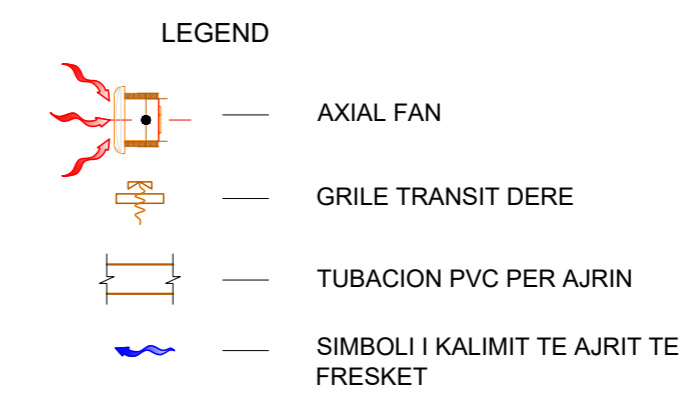 LEGEND
AXIAL FAN
GRILE TRANSIT DERE
TUBACION PVC PER AJRIN
SIMBOLI I KALIMIT TE AJRIT TE
FRESKET